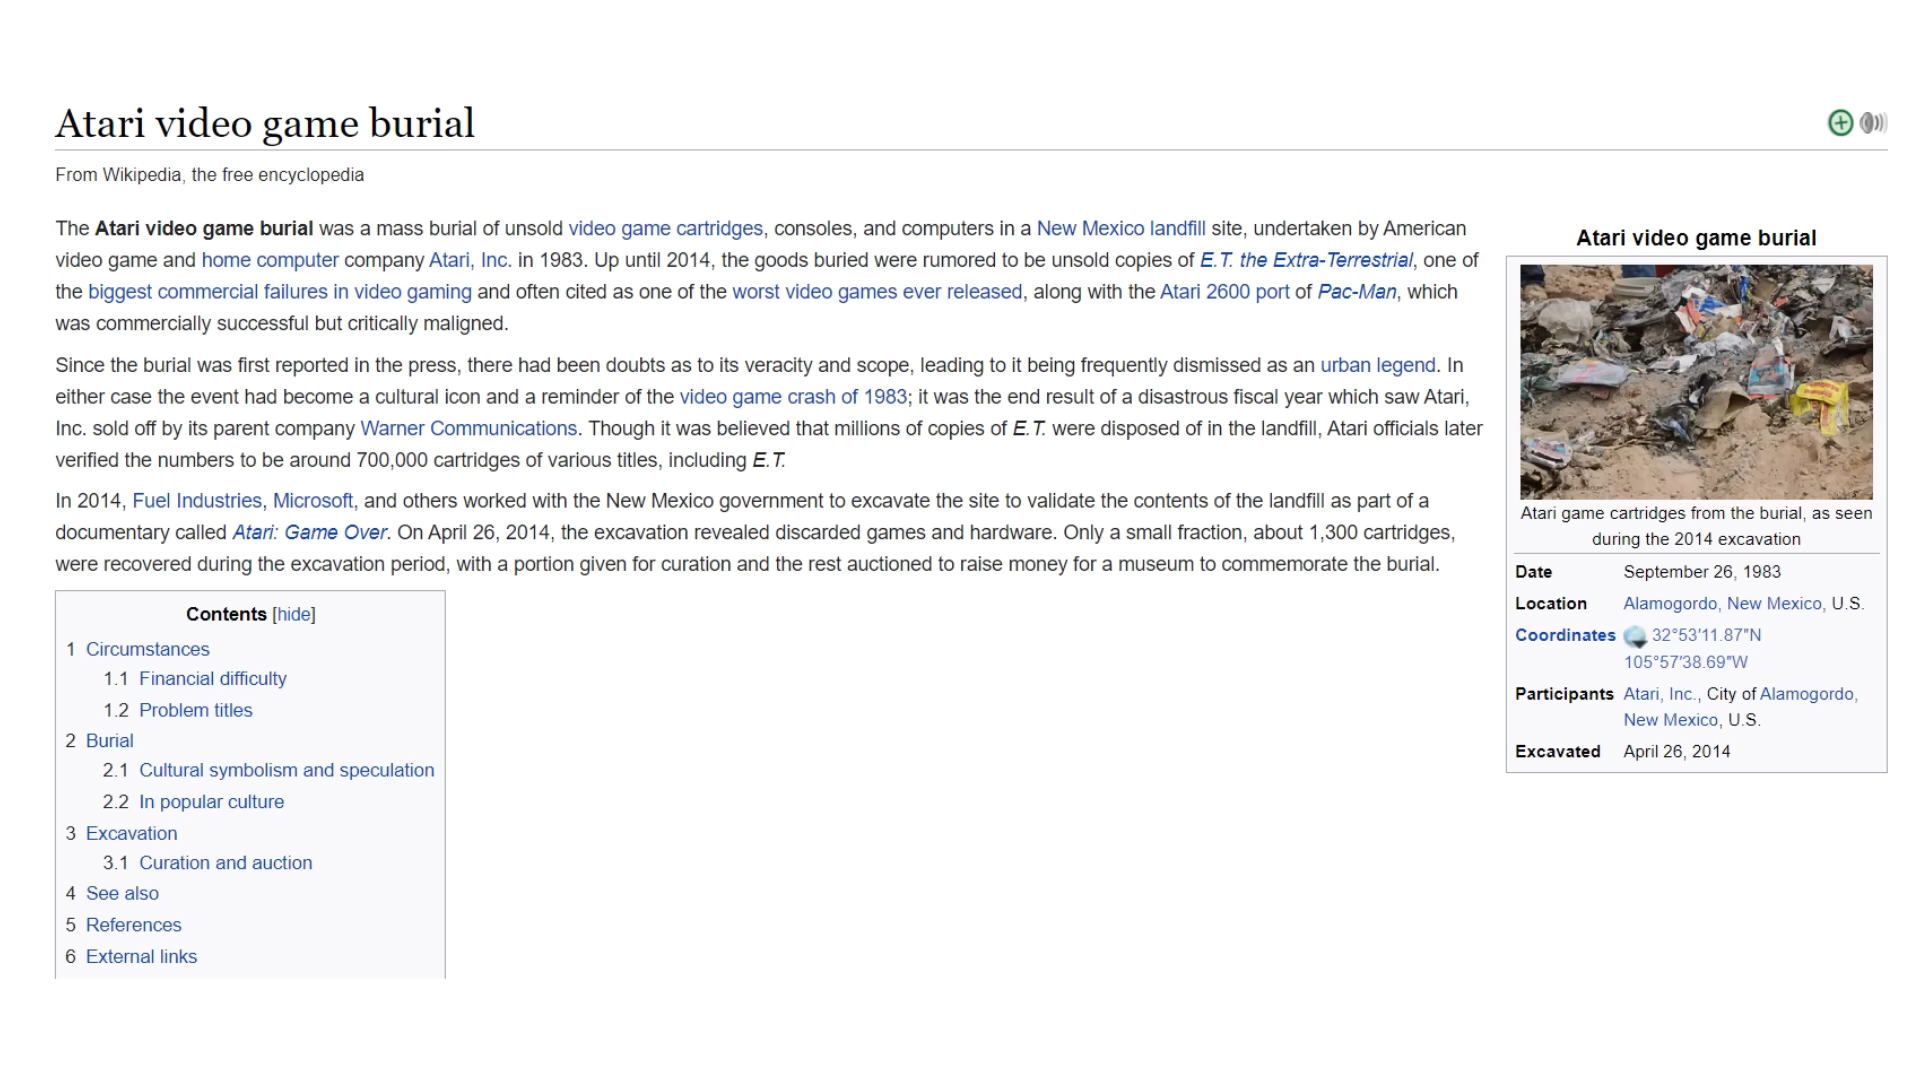 Atari video game burial
From Wikipedia, the free encyclopedia
The Atari video game burial was a mass burial of unsold video game cartridges, consoles, and computers in a New Mexico landfill site, undertaken by American
video game and home computer company Atari, Inc. in 1983. Up until 2014, the goods buried were rumored to be unsold copies of E.T. the Extra-Terrestrial, one of
the biggest commercial failures in video gaming and often cited as one of the worst video games ever released, along with the Atari 2600 port of Pac-Man, which
was commercially successful but critically maligned.
Since the burial was first reported in the press, there had been doubts as to its veracity and scope, leading to it being frequently dismissed as an urban legend. In
either case the event had become a cultural icon and a reminder of the video game crash of 1983; it was the end result of a disastrous fiscal year which saw Atari,
Inc. sold off by its parent company Warner Communications. Though it was believed that millions of copies of E.T. were disposed of in the landfill, Atari officials later
verified the numbers to be around 700,000 cartridges of various titles, including E.T.
In 2014, Fuel Industries, Microsoft, and others worked with the New Mexico government to excavate the site to validate the contents of the landfill as part of a
documentary called Atari: Game Over. On April 26, 2014, the excavation revealed discarded games and hardware. Only a small fraction, about 1,300 cartridges,
were recovered during the excavation period, with a portion given for curation and the rest auctioned to raise money for a museum to commemorate the burial.
Contents [hide]
1 Circumstances
1.1 Financial difficulty
1.2 Problem titles
2 Burial
2.1 Cultural symbolism and speculation
2.2 In popular culture
3 Excavation
3.1 Curation and auction
4 See also
5 References
6 External links
Atari video game burial
Atari game cartridges from the burial, as seen
during the 2014 excavation
Date September 26, 1983
Location Alamogordo, New Mexico, U.S.
Coordinates 32°53′11.87″N
105°57′38.69″W
Participants Atari, Inc., City of Alamogordo,
New Mexico, U.S.
Excavated April 26, 2014